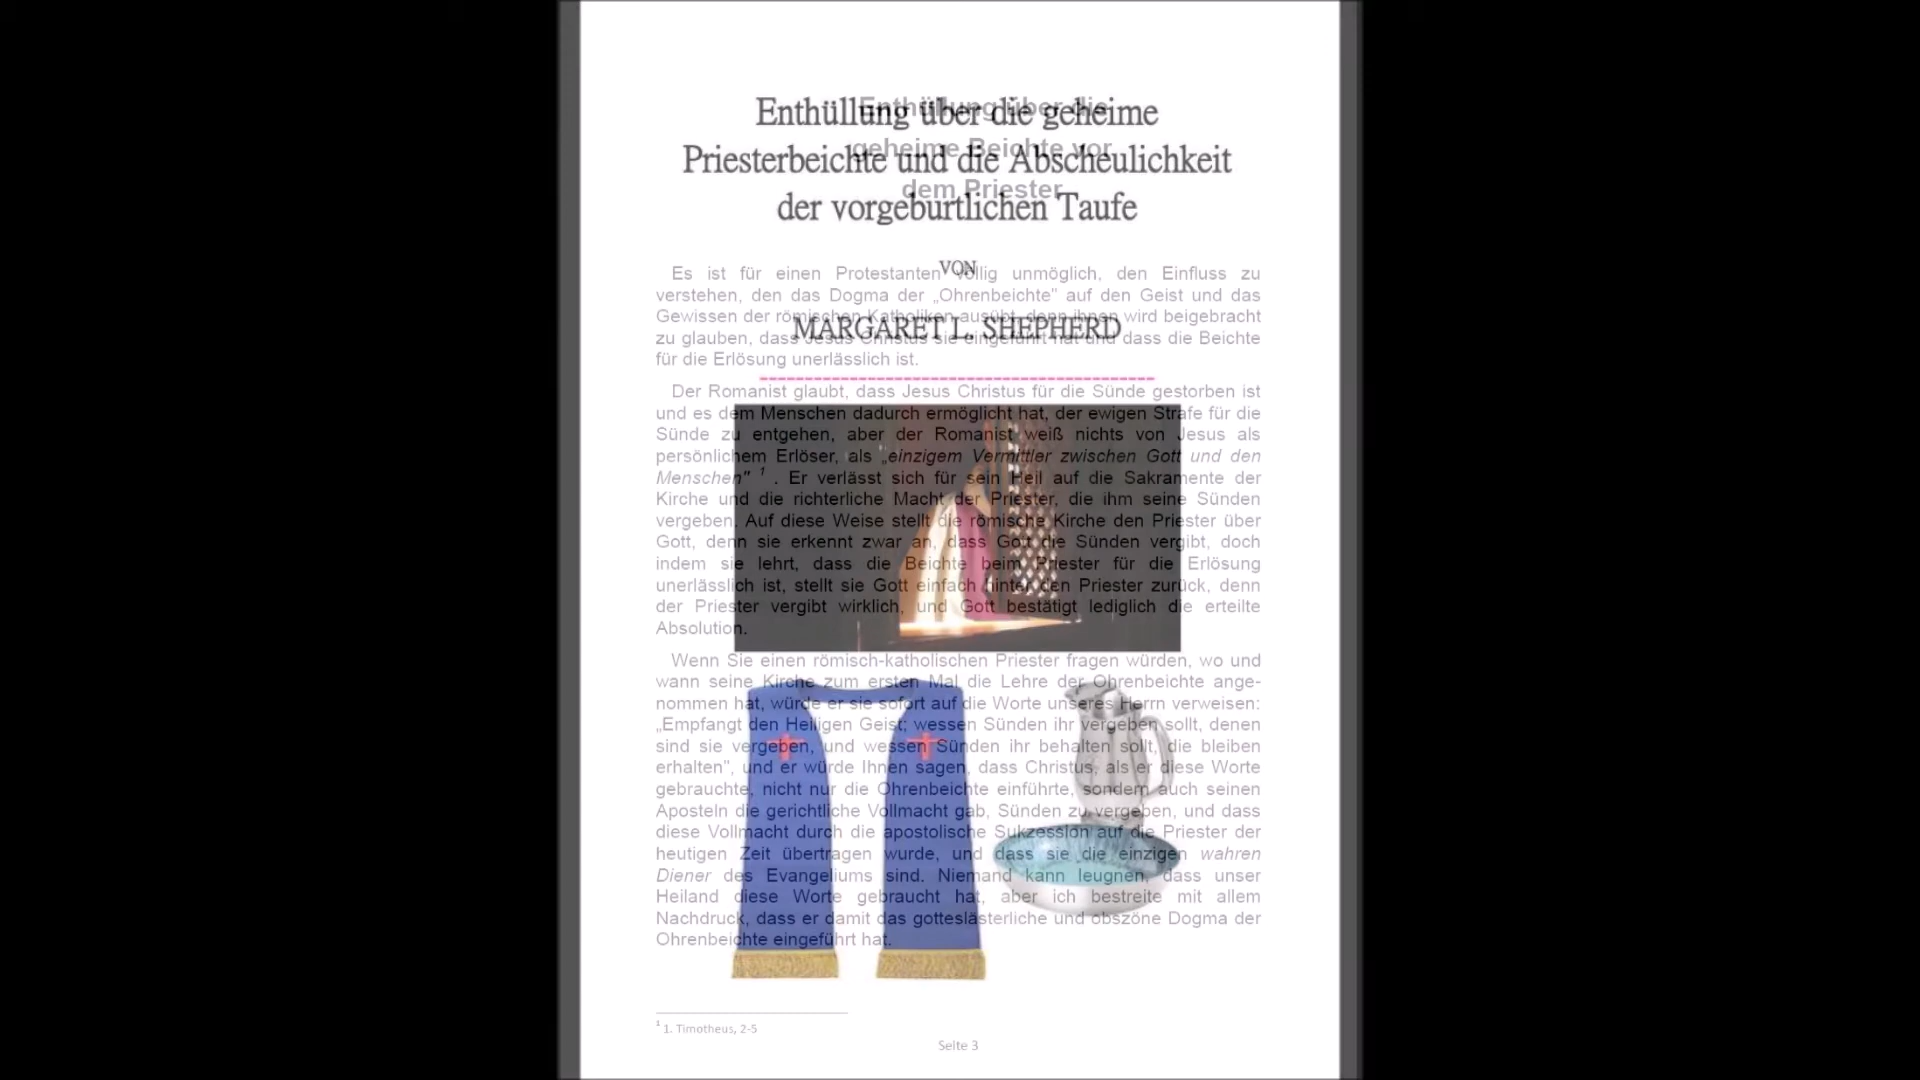 Enthüllung über die geheime
Priesterbeichte und die Abscheulichkeit
der vorgeburtlichen Taufe
VON
MARGARET L. SHEPHERD
Enthüllung über die
geheime Beichte vor
dem Priester
Es ist für einen Protestanten völlig unmöglich, den Einfluss zu
verstehen, den das Dogma der „Ohrenbeichte" auf den Geist und das
Gewissen der römischen Katholiken ausübt, denn ihnen wird beigebracht
zu glauben, dass Jesus Christus sie eingeführt hat und dass die Beichte
für die Erlösung unerlässlich ist.
Der Romanist glaubt, dass Jesus Christus für die Sünde gestorben ist
und es dem Menschen dadurch ermöglicht hat, der ewigen Strafe für die
Sünde zu entgehen, aber der Romanist weiß nichts von Jesus als
persönlichem Erlöser, als „einzigem Vermittler zwischen Gott und den
Menschen" 1 . Er verlässt sich für sein Heil auf die Sakramente der
Kirche und die richterliche Macht der Priester, die ihm seine Sünden
vergeben. Auf diese Weise stellt die römische Kirche den Priester über
Gott, denn sie erkennt zwar an, dass Gott die Sünden vergibt, doch
indem sie lehrt, dass die Beichte beim Priester für die Erlösung
unerlässlich ist, stellt sie Gott einfach hinter den Priester zurück, denn
der Priester vergibt wirklich, und Gott bestätigt lediglich die erteilte
Absolution.
Wenn Sie einen römisch-katholischen Priester fragen würden, wo und
wann seine Kirche zum ersten Mal die Lehre der Ohrenbeichte ange-
nommen hat, würde er sie sofort auf die Worte unseres Herrn verweisen:
„Empfangt den Heiligen Geist; wessen Sünden ihr vergeben sollt, denen
sind sie vergeben, und wessen Sünden ihr behalten sollt, die bleiben
erhalten", und er würde Ihnen sagen, dass Christus, als er diese Worte
gebrauchte, nicht nur die Ohrenbeichte einführte, sondern auch seinen
Aposteln die gerichtliche Vollmacht gab, Sünden zu vergeben, und dass
diese Vollmacht durch die apostolische Sukzession auf die Priester der
heutigen Zeit übertragen wurde, und dass sie die einzigen wahren
Diener des Evangeliums sind. Niemand kann leugnen, dass unser
Heiland diese Worte gebraucht hat, aber ich bestreite mit allem
Nachdruck, dass er damit das gotteslästerliche und obszöne Dogma der
Ohrenbeichte eingeführt hat.
1 1. Timotheus, 2-5
Seite 3